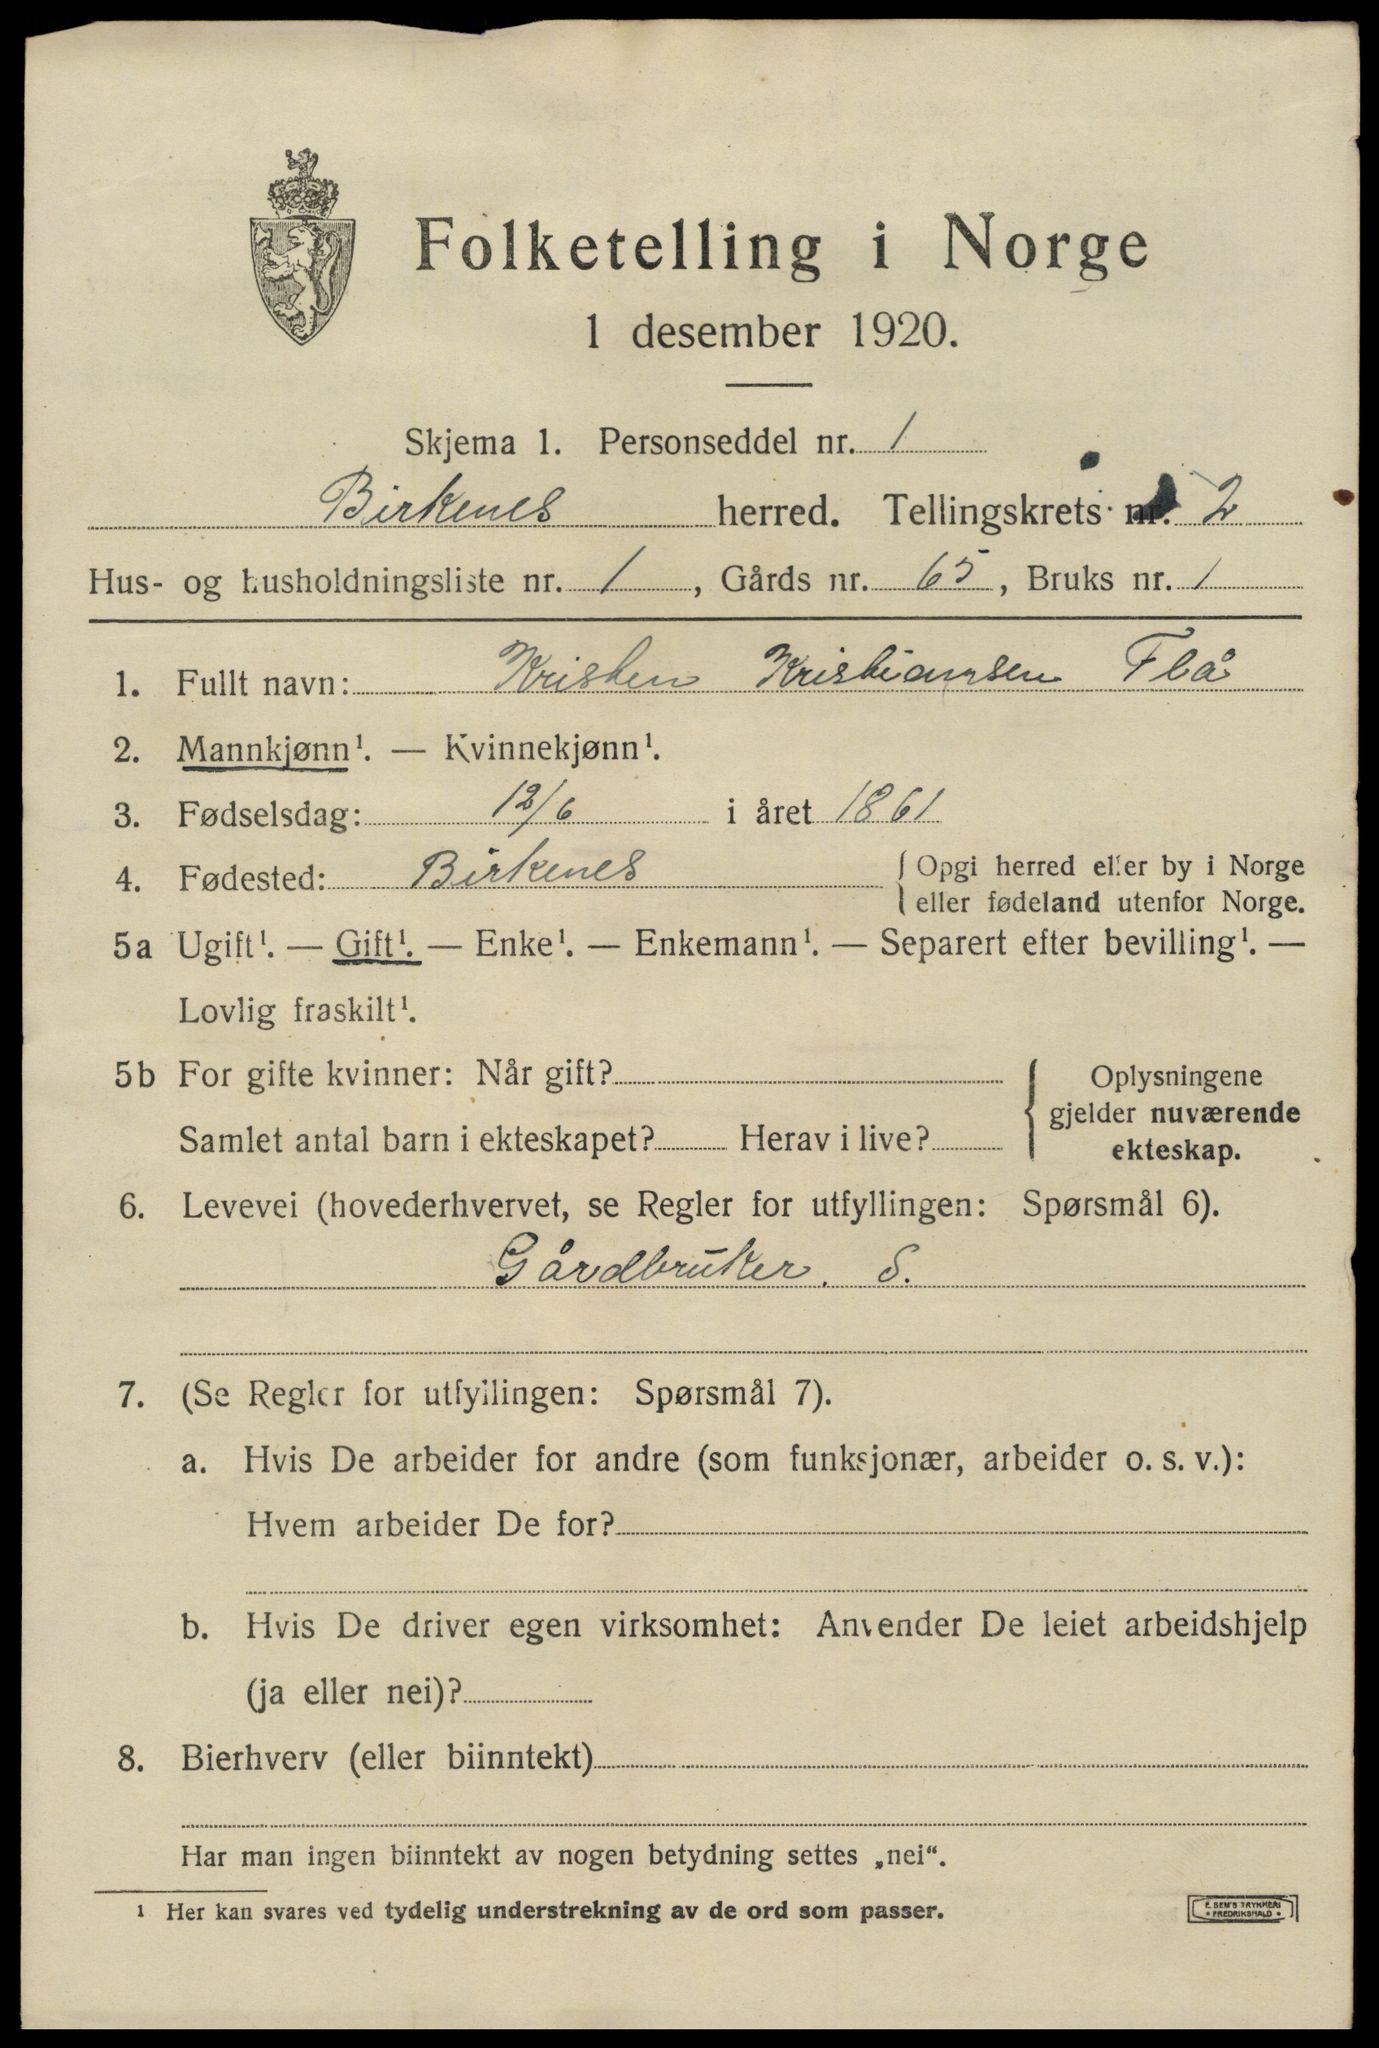 Folketelling i Norge
1 desember 1920.
Skjema 1. Personseddel nr. 1
Birkenes herred. Tellingskrets nr. 2
Hus- og husholdningsliste nr. 1, Gårds nr. 65, Bruks nr. 1
1. Fullt navn: Kristen Kristiansen Flå
2. Mannkjønn¹. — Kvinnekjønn¹.
3. Fødselsdag: 12/6 i året 1861
4. Fødested: Birkenes { Opgi herred eller by i Norge
eller fødeland utenfor Norge.
5a Ugift¹. — Gift¹. — Enke¹. — Enkemann¹. — Separert efter bevilling¹. —
Lovlig fraskilt¹.
5b For gifte kvinner: Når gift?
Samlet antal barn i ekteskapet? Herav i live?
{ Oplysningene
gjelder nuværende
ekteskap.
6. Levevei (hovederhvervet, se Regler for utfyllingen: Spørsmål 6).
Gårdbruker. S.
7. (Se Regler for utfyllingen: Spørsmål 7).
a. Hvis De arbeider for andre (som funksjonær, arbeider o. s. v.):
Hvem arbeider De for?
b. Hvis De driver egen virksomhet: Anvender De leiet arbeidshjelp
(ja eller nei)?
8. Bierhverv (eller biinntekt)
Har man ingen biinntekt av nogen betydning settes „nei“.
¹ Her kan svares ved tydelig understrekning av de ord som passer.
E. SEM'S TRYKKERI
• FREDRIKSHALD •